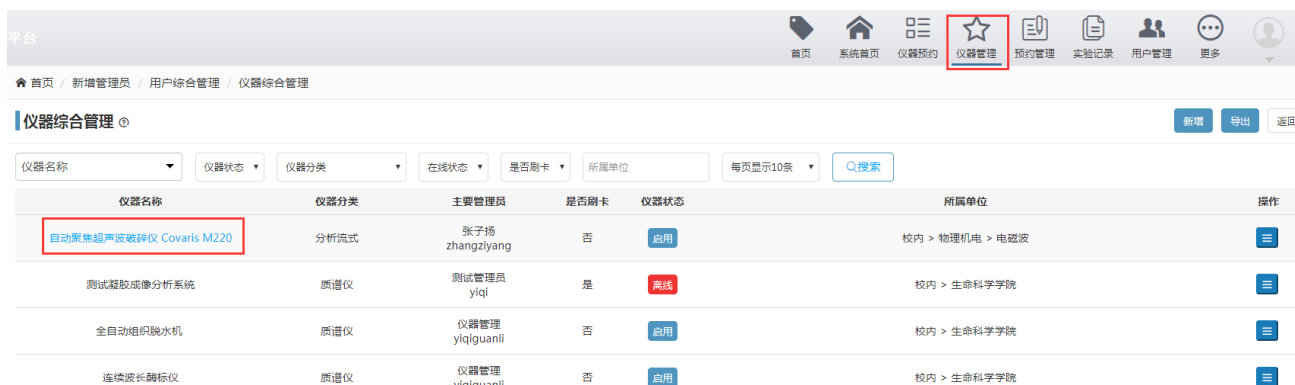 平台
首页 系统首页 仪器预约 仪器管理 预约管理 实验记录 用户管理 更多
首页 / 新增管理员 / 用户综合管理 / 仪器综合管理
仪器综合管理
新增 导出 返回
仪器名称 仪器状态 仪器分类 在线状态 是否刷卡 所属单位 每页显示10条 搜索
仪器名称 仪器分类 主要管理员 是否刷卡 仪器状态 所属单位 操作
自动聚焦超声波破碎仪 Covaris M220 分析流式 张子扬 否 启用 校内 > 物理机电 > 电磁波
zhangziyang
测试凝胶成像分析系统 质谱仪 测试管理员 是 离线 校内 > 生命科学学院
yiqi
全自动组织脱水机 质谱仪 仪器管理 否 启用 校内 > 生命科学学院
yiqiguanli
连续波长酶标仪 质谱仪 仪器管理 否 启用 校内 > 生命科学学院
yiqiguanli